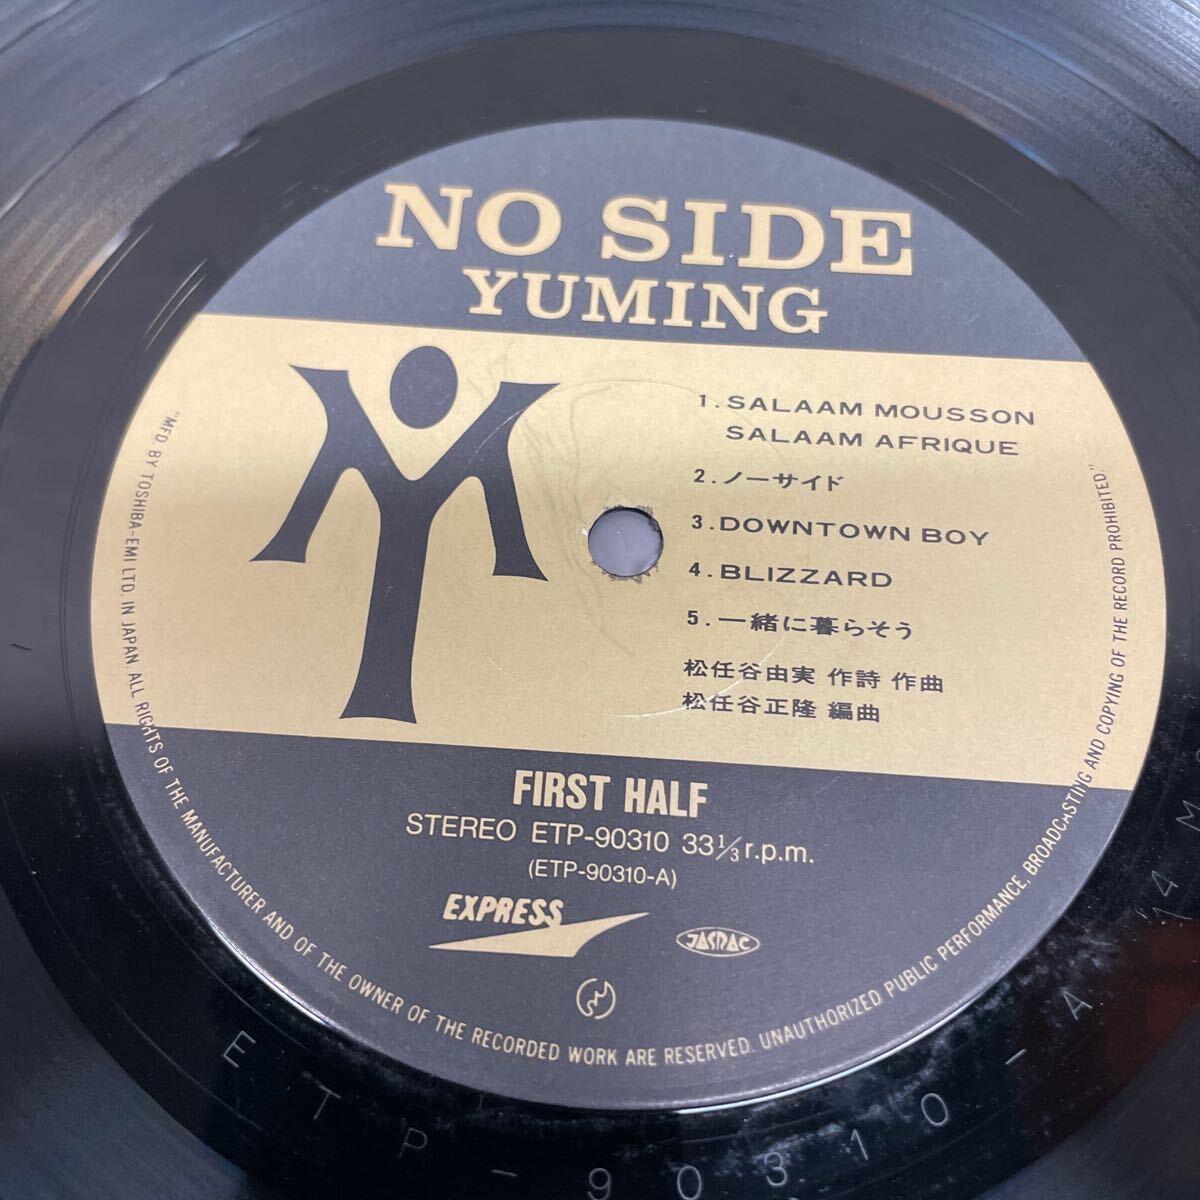 NO SIDE
YUMING
1. SALAAM MOUSSON
SALAAM AFRIQUE
2. ノーサイド
3. DOWNTOWN BOY
4. BLIZZARD
5. 一緒に暮らそう
松任谷由実 作詩 作曲
松任谷正隆 編曲
FIRST HALF
STEREO ETP-90310 33 1/3 r.p.m.
(ETP-90310-A)
EXPRESS
JASRAC
"MFD. BY TOSHIBA-EMI LTD. IN JAPAN. ALL RIGHTS OF THE MANUFACTURER AND OF THE OWNER OF THE RECORDED WORK ARE RESERVED. UNAUTHORIZED PUBLIC PERFORMANCE, BROADCASTING AND COPYING OF THE RECORD PROHIBITED."
ETP-90310-A